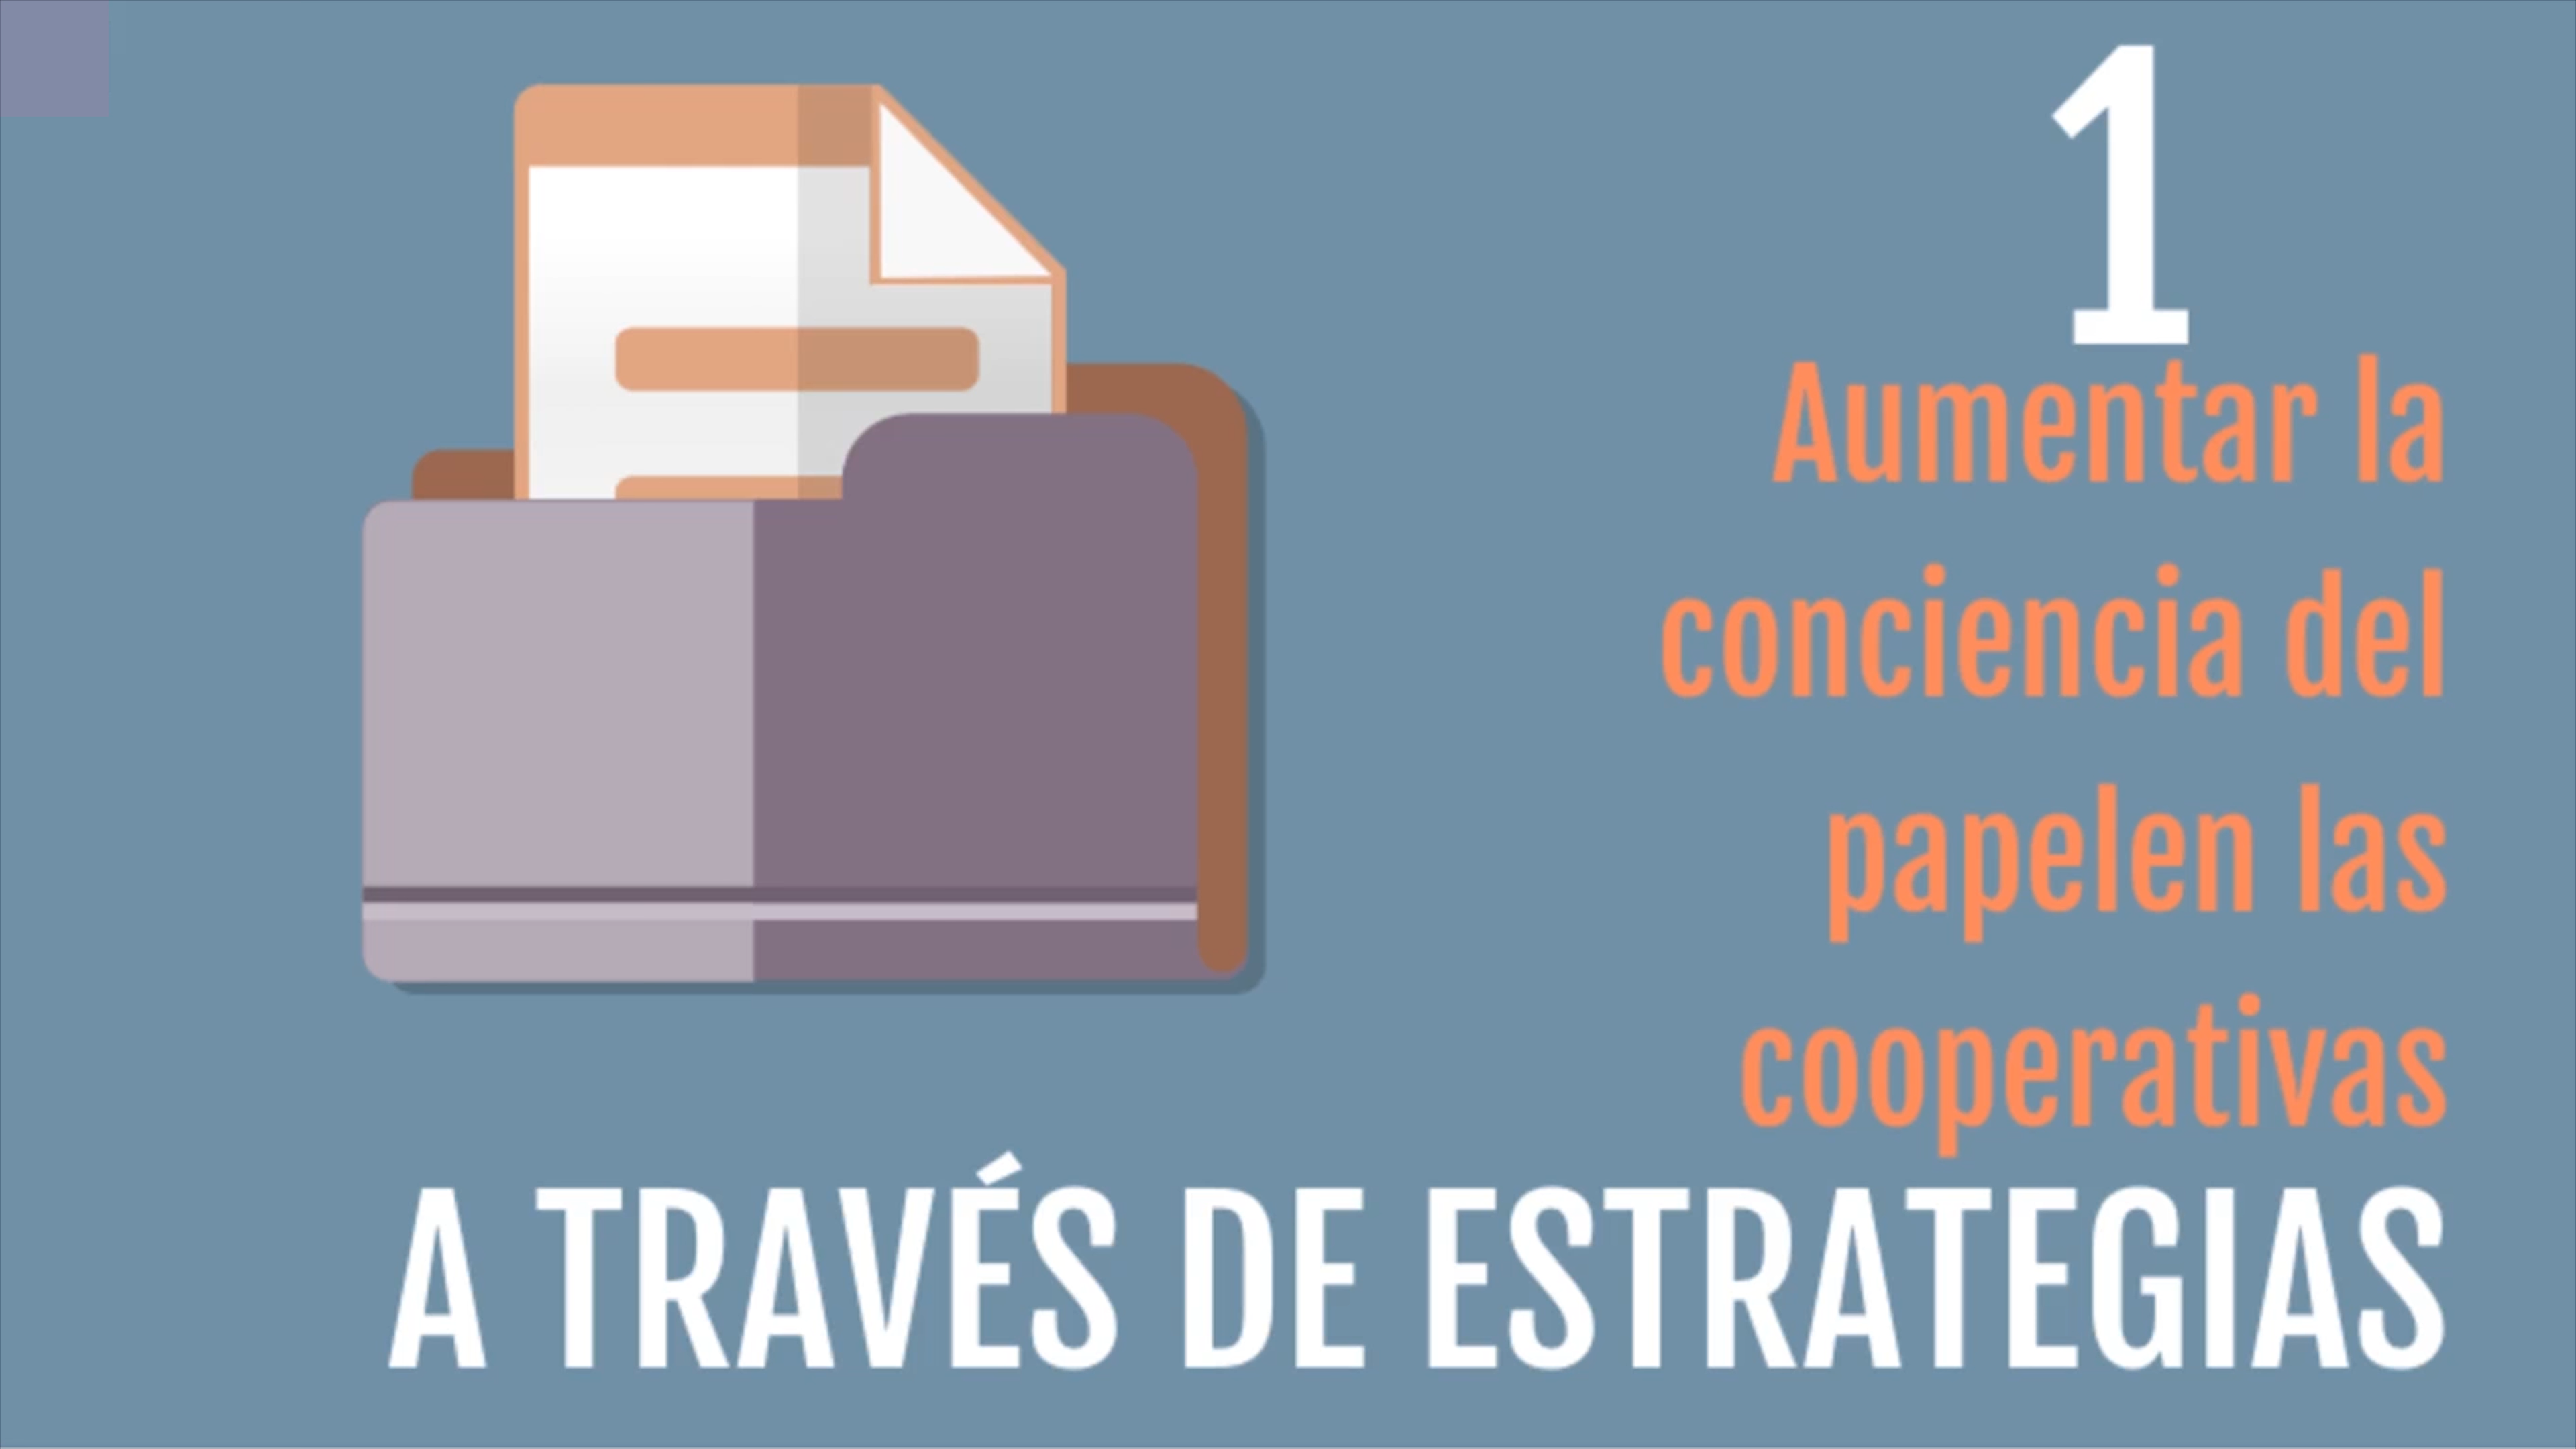 1
Aumentar la
conciencia del
papelen las
cooperativas
A TRAVÉS DE ESTRATEGIAS